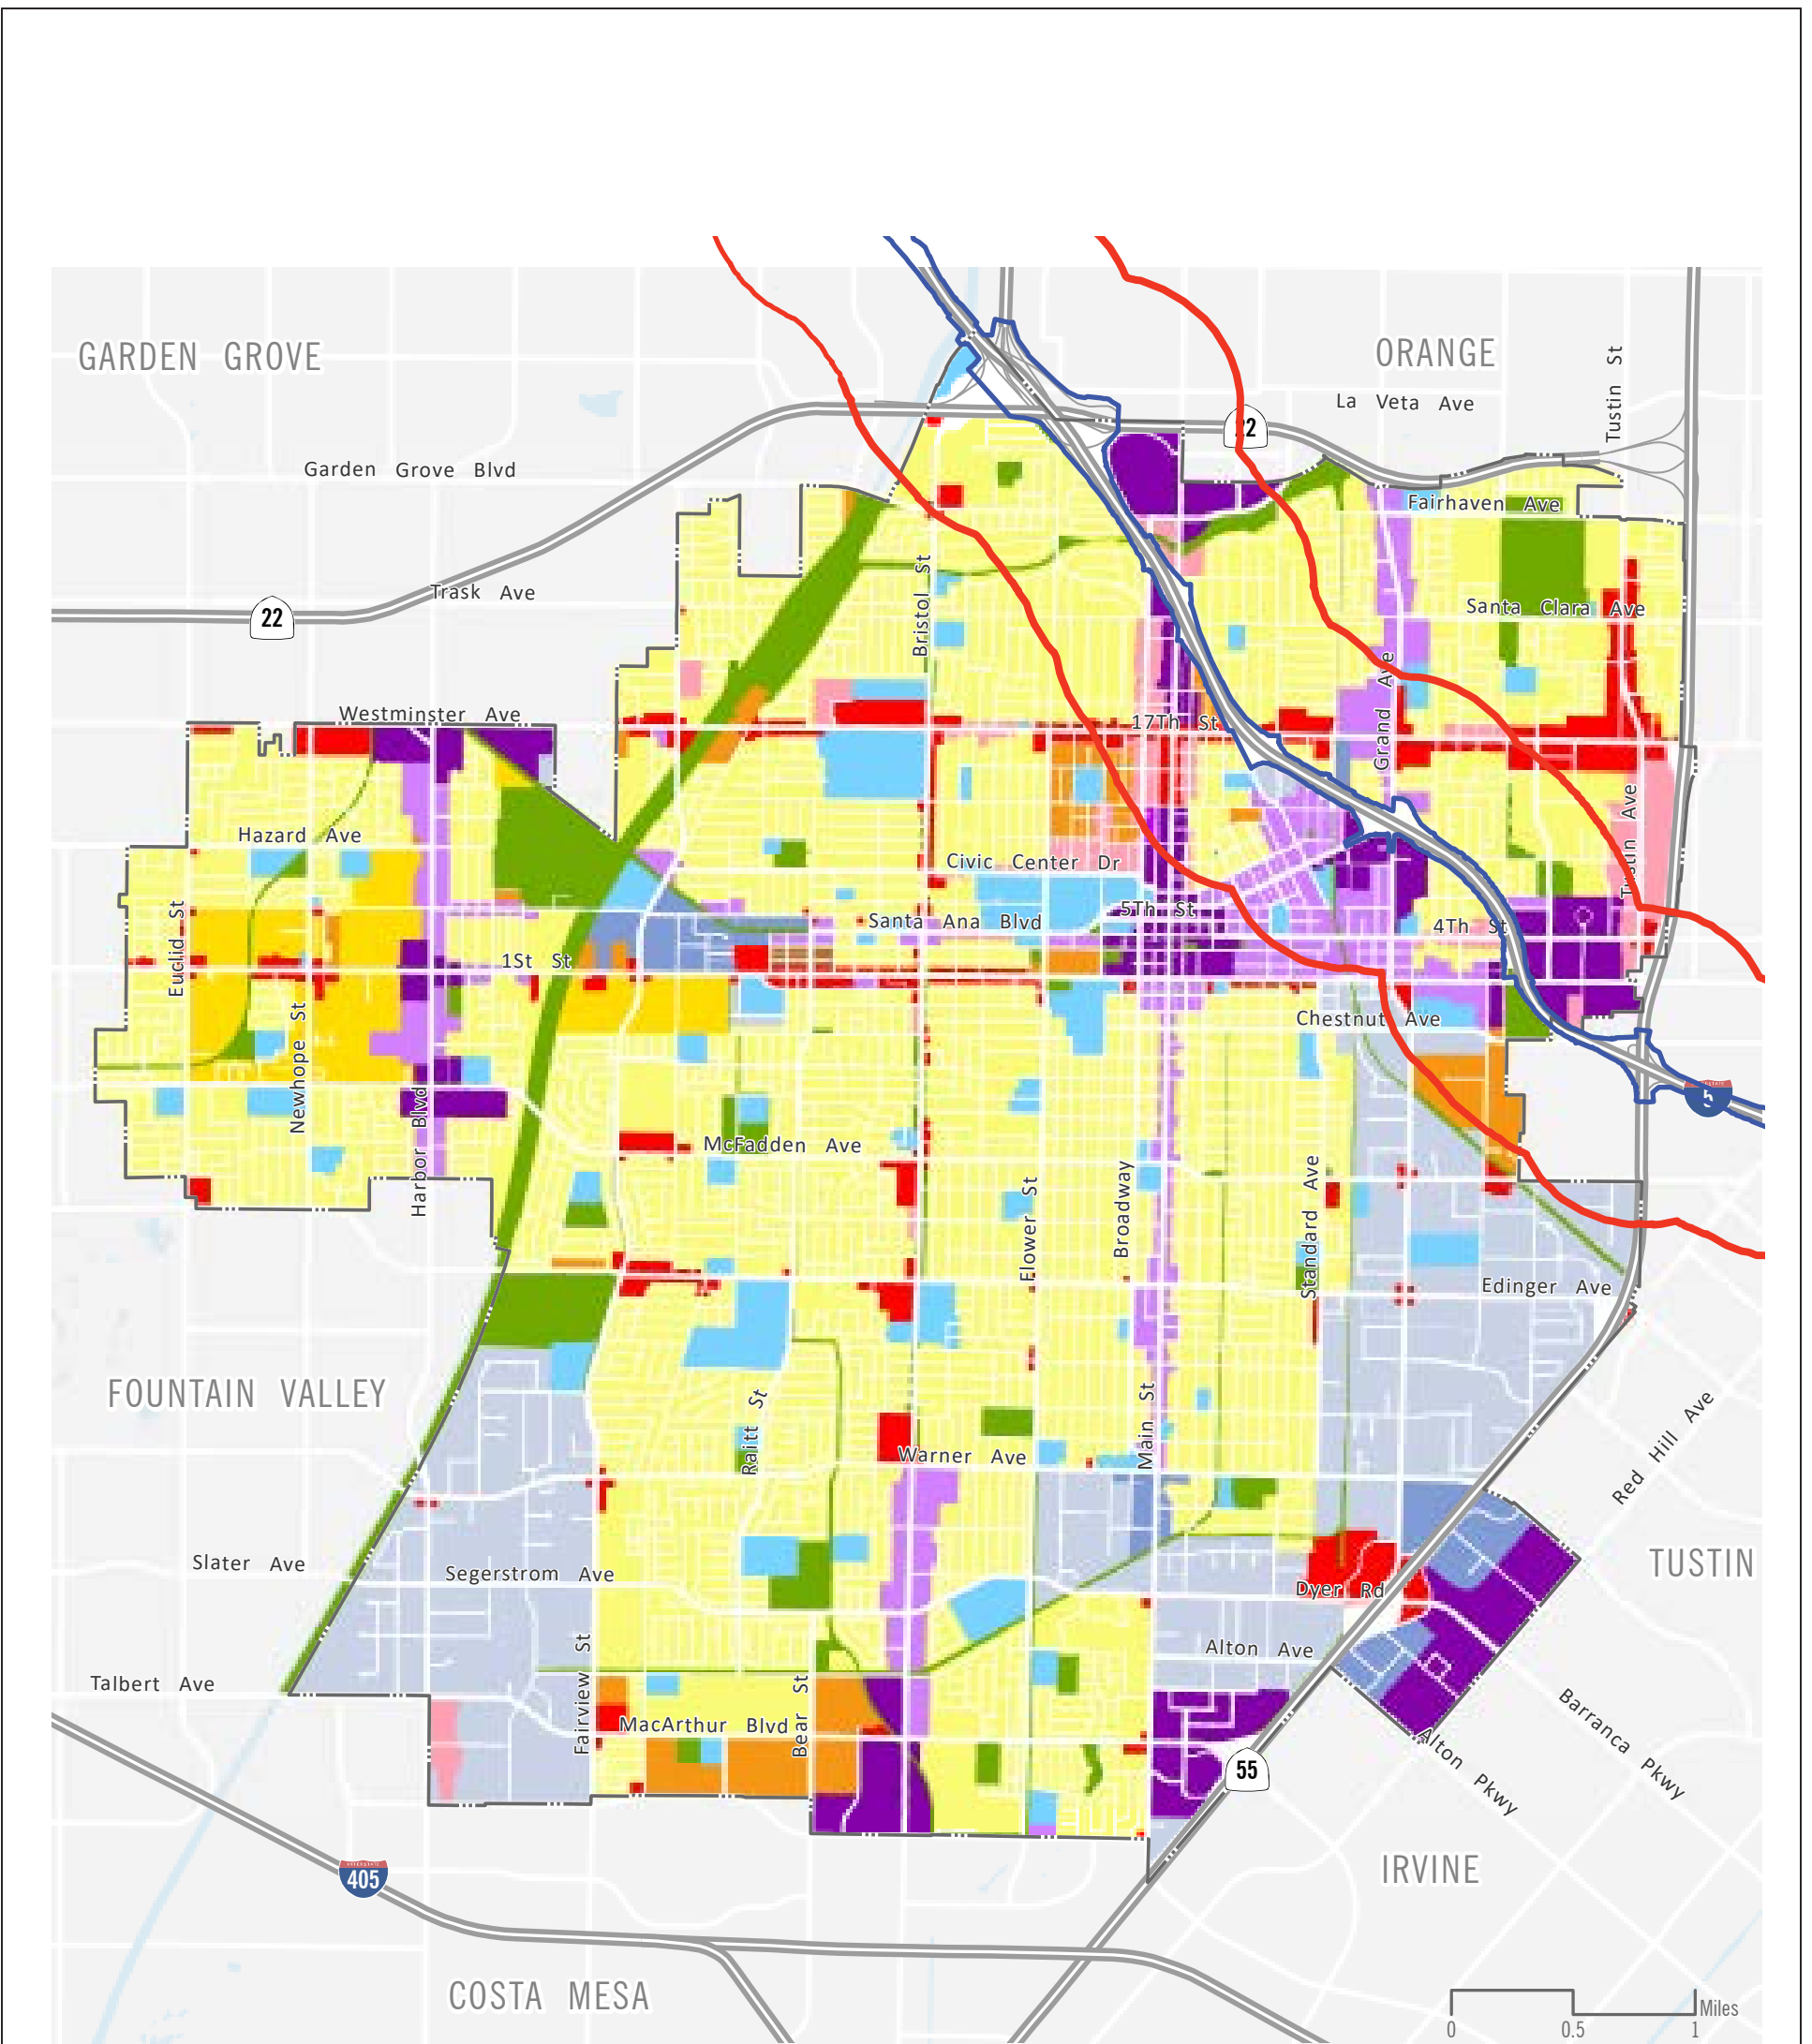 GARDEN GROVE
ORANGE
Tustin St
La Veta Ave
22
Garden Grove Blvd
Fairhaven Ave
Trask Ave
22
Bristol St
Santa Clara Ave
Grand Ave
Westminster Ave
17Th St
Tustin Ave
Hazard Ave
Civic Center Dr
Euclid St
Santa Ana Blvd
5Th St
4Th St
1St St
Newhope St
Chestnut Ave
INTERSTATE
5
Harbor Blvd
McFadden Ave
Flower St
Broadway
Standard Ave
Edinger Ave
FOUNTAIN VALLEY
Raitt St
Main St
Red Hill Ave
Warner Ave
Slater Ave
Segerstrom Ave
Dyer Rd
TUSTIN
Fairview St
Alton Ave
Talbert Ave
Bear St
MacArthur Blvd
Barranca Pkwy
Alton Pkwy
55
INTERSTATE
405
IRVINE
COSTA MESA
Miles
0 0.5 1